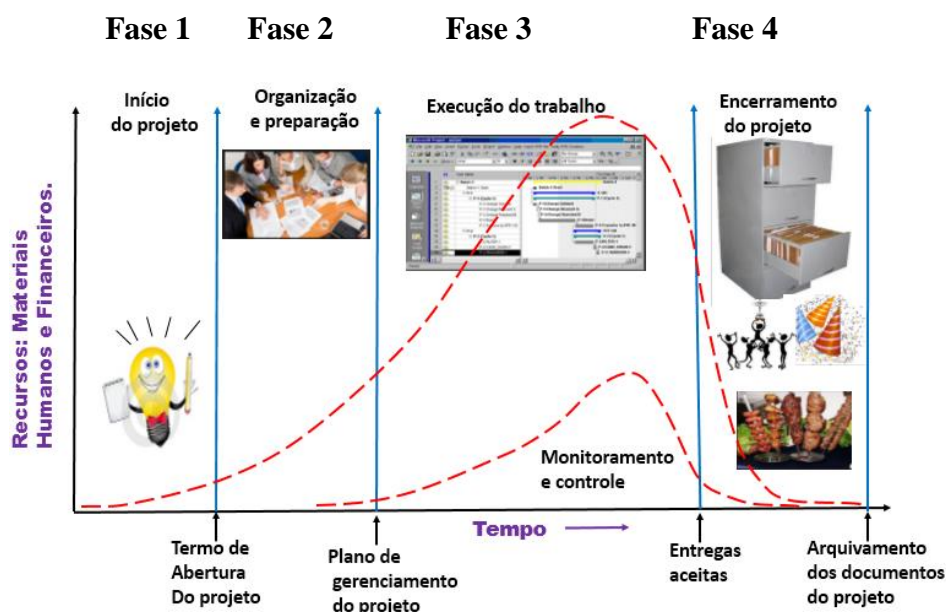 Fase 1
Fase 2
Fase 3
Fase 4
Início
do projeto
Organização
e preparação
Execução do trabalho
Encerramento
do projeto
Recursos: Materiais
Humanos e Financeiros.
Monitoramento
e controle
Tempo
Termo de
Abertura
Do projeto
Plano de
gerenciamento
do projeto
Entregas
aceitas
Arquivamento
dos documentos
do projeto